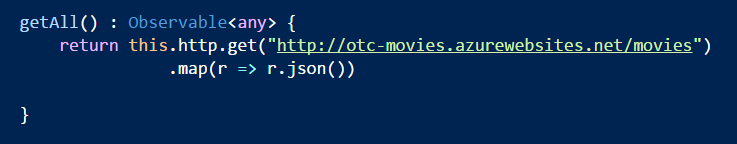 getAll() : Observable<any> {
return this.http.get("http://otc-movies.azurewebsites.net/movies")
.map(r => r.json())
}